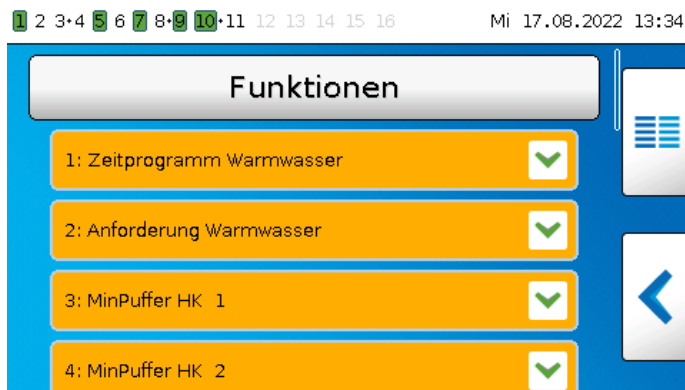 1 2 3·4 5 6 7 8·9 10·11 12 13 14 15 16 Mi 17.08.2022 13:34
Funktionen
1: Zeitprogramm Warmwasser
2: Anforderung Warmwasser
3: MinPuffer HK 1
4: MinPuffer HK 2